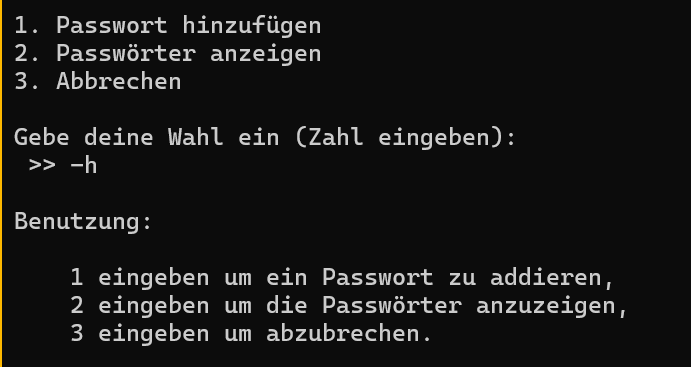 1. Passwort hinzufügen
2. Passwörter anzeigen
3. Abbrechen
Gebe deine Wahl ein (Zahl eingeben):
>> -h
Benutzung:
1 eingeben um ein Passwort zu addieren,
2 eingeben um die Passwörter anzuzeigen,
3 eingeben um abzubrechen.